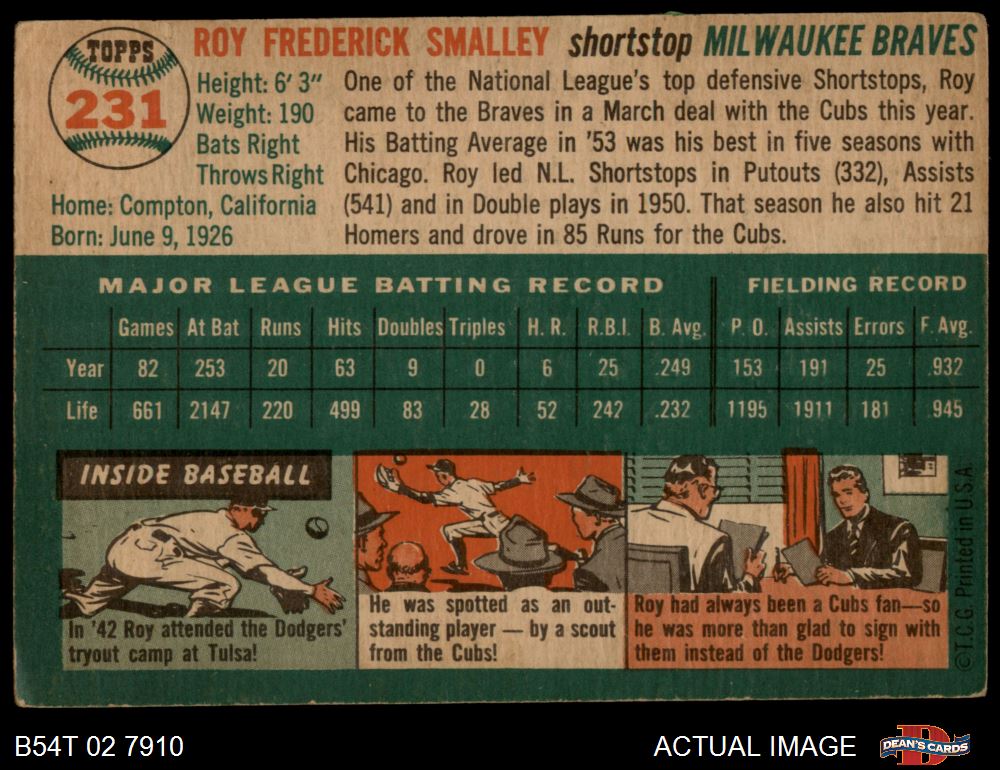 TOPPS
231
ROY FREDERICK SMALLEY shortstop MILWAUKEE BRAVES
Height: 6' 3"
Weight: 190
Bats Right
Throws Right
Home: Compton, California
Born: June 9, 1926
One of the National League's top defensive Shortstops, Roy
came to the Braves in a March deal with the Cubs this year.
His Batting Average in '53 was his best in five seasons with
Chicago. Roy led N.L. Shortstops in Putouts (332), Assists
(541) and in Double plays in 1950. That season he also hit 21
Homers and drove in 85 Runs for the Cubs.
MAJOR LEAGUE BATTING RECORD FIELDING RECORD
Games At Bat Runs Hits Doubles Triples H. R. R.B.I. B. Avg. P. O. Assists Errors F. Avg.
Year 82 253 20 63 9 0 6 25 .249 153 191 25 .932
Life 661 2147 220 499 83 28 52 242 .232 1195 1911 181 .945
INSIDE BASEBALL
In '42 Roy attended the Dodgers'
tryout camp at Tulsa!
He was spotted as an out-
standing player — by a scout
from the Cubs!
Roy had always been a Cubs fan—so
he was more than glad to sign with
them instead of the Dodgers!
©T.C.G. Printed in U.S.A.
B54T 02 7910
ACTUAL IMAGE
DEAN'S CARDS